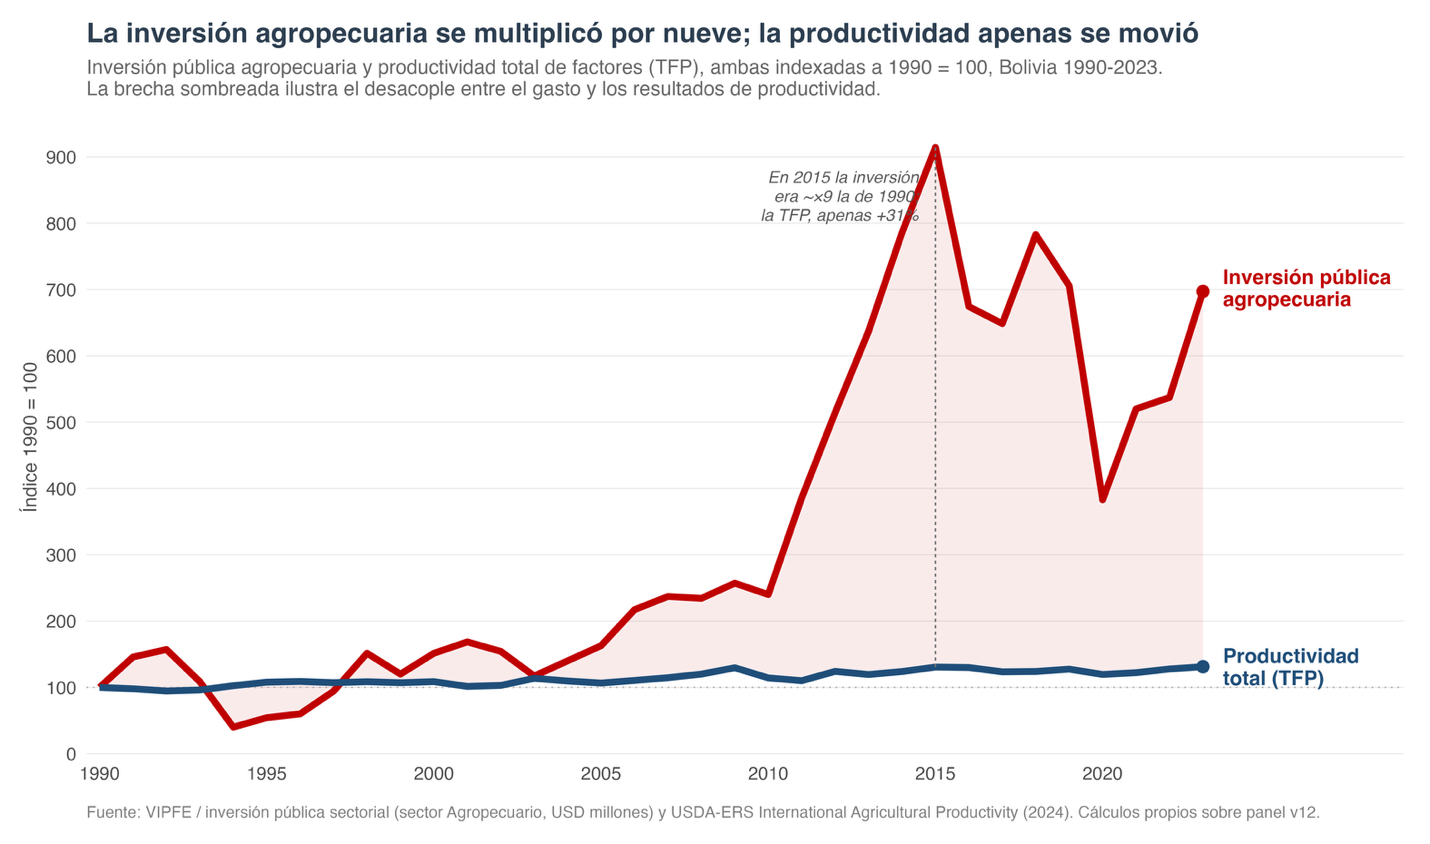 La inversión agropecuaria se multiplicó por nueve; la productividad apenas se movió
Inversión pública agropecuaria y productividad total de factores (TFP), ambas indexadas a 1990 = 100, Bolivia 1990-2023.
La brecha sombreada ilustra el desacople entre el gasto y los resultados de productividad.
Índice 1990 = 100
900
800
700
600
500
400
300
200
100
0
En 2015 la inversión
era ~×9 la de 1990
la TFP, apenas +31%
Inversión pública
agropecuaria
Productividad
total (TFP)
1990
1995
2000
2005
2010
2015
2020
Fuente: VIPFE / inversión pública sectorial (sector Agropecuario, USD millones) y USDA-ERS International Agricultural Productivity (2024). Cálculos propios sobre panel v12.